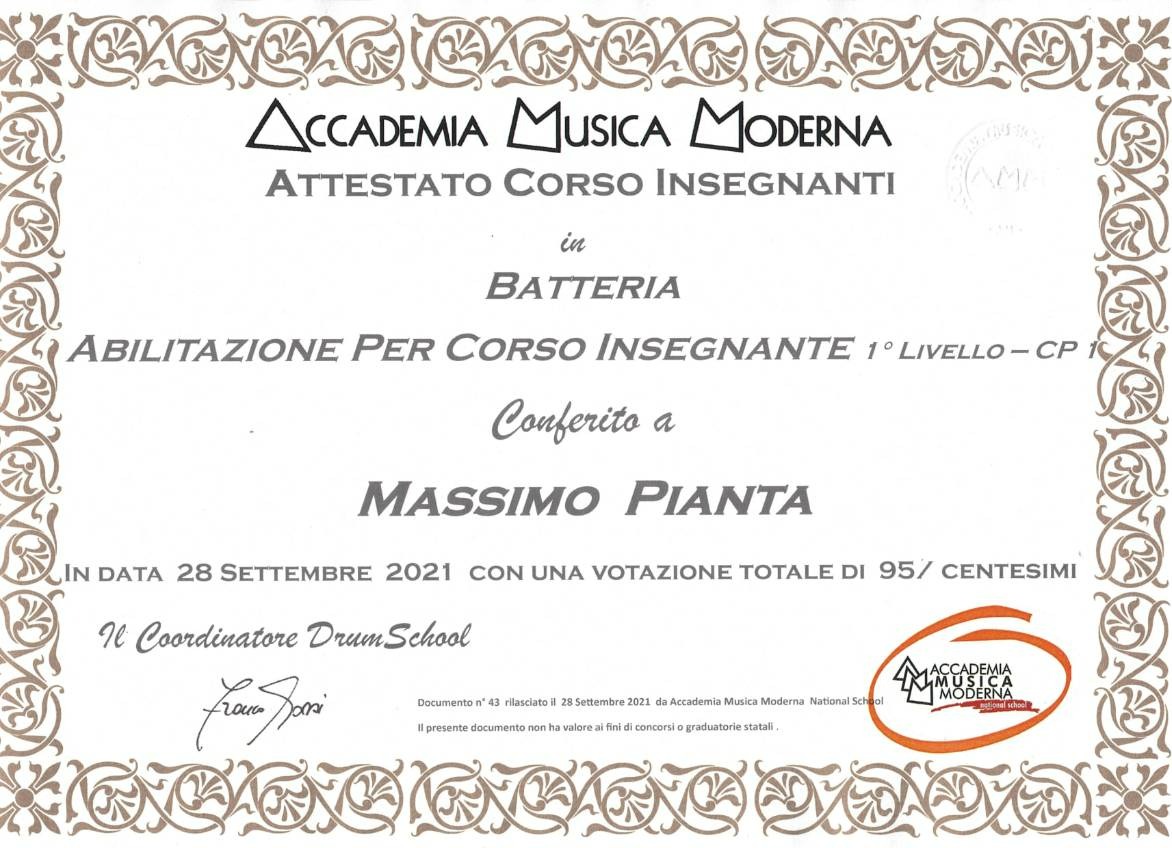 ACCADEMIA MUSICA MODERNA
ATTESTATO CORSO INSEGNANTI
in
BATTERIA
ABILITAZIONE PER CORSO INSEGNANTE 1° LIVELLO – CP 1
Conferito a
MASSIMO PIANTA
IN DATA 28 SETTEMBRE 2021 CON UNA VOTAZIONE TOTALE DI 95/ CENTESIMI
Il Coordinatore DrumSchool
Documento n° 43 rilasciato il 28 Settembre 2021 da Accademia Musica Moderna National School
Il presente documento non ha valore ai fini di concorsi o graduatorie statali .
ACCADEMIA
MUSICA
MODERNA
national school